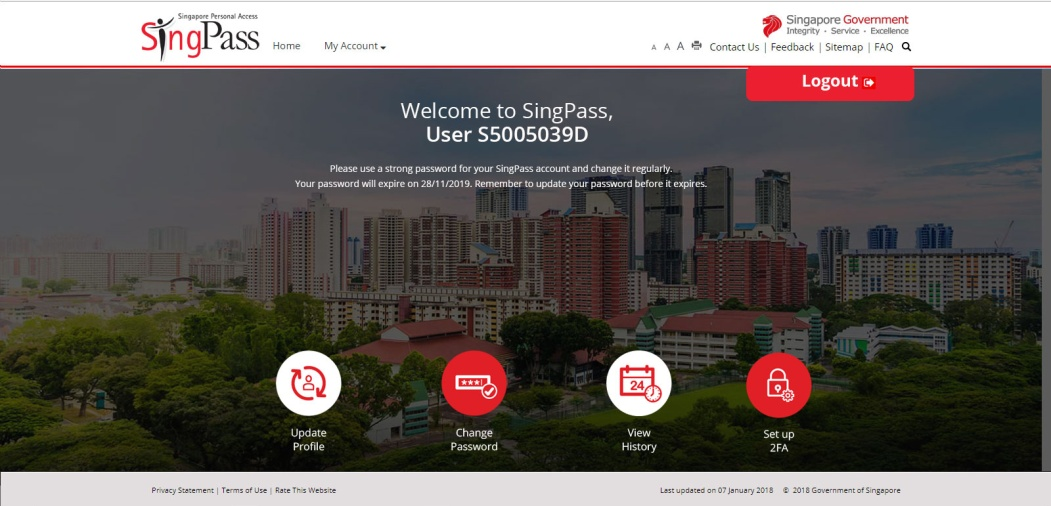 Singapore Personal Access
SingPass
Home My Account
Singapore Government
Integrity · Service · Excellence
A A A Contact Us | Feedback | Sitemap | FAQ
Logout
Welcome to SingPass,
User S5005039D
Please use a strong password for your SingPass account and change it regularly.
Your password will expire on 28/11/2019. Remember to update your password before it expires.
***
24
Update
Profile
Change
Password
View
History
Set up
2FA
Privacy Statement | Terms of Use | Rate This Website
Last updated on 07 January 2018 © 2018 Government of Singapore